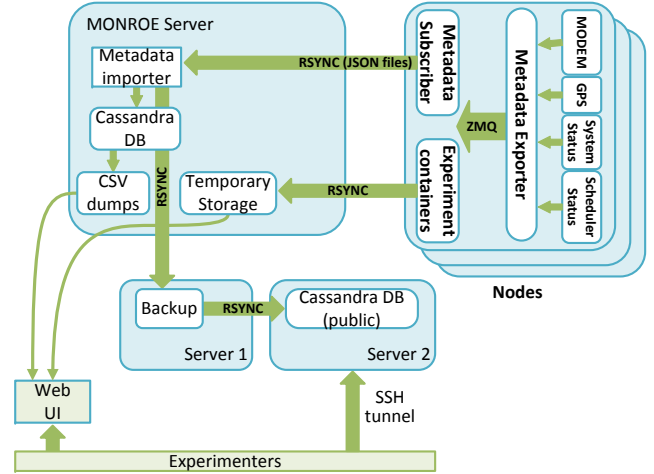 MONROE Server
Metadata
importer
Cassandra
DB
CSV
dumps
Temporary
Storage
RSYNC
RSYNC (JSON files)
RSYNC
Metadata
Subscriber
Experiment
containers
ZMQ
Metadata Exporter
MODEM
GPS
System
Status
Scheduler
Status
Nodes
Backup
Server 1
RSYNC
Cassandra DB
(public)
Server 2
Web
UI
SSH
tunnel
Experimenters